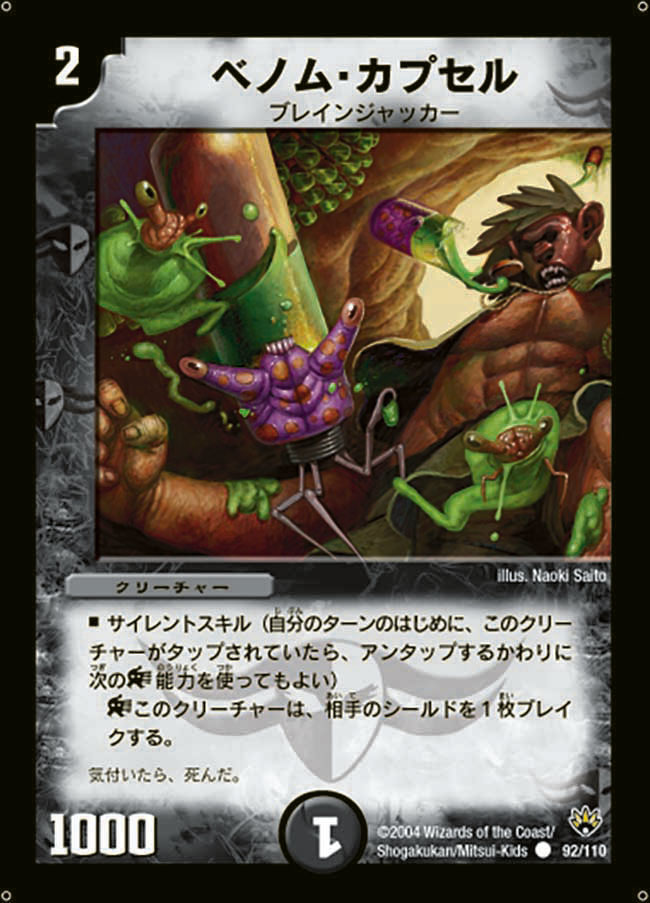 2
ベノム・カプセル
ブレインジャッカー
illus. Naoki Saito
クリーチャー
■ サイレントスキル（自分のターンのはじめに、このクリー
チャーがタップされていたら、アンタップするかわりに
次の能力を使ってもよい）
このクリーチャーは、相手のシールドを1枚ブレイ
クする。
気付いたら、死んだ。
1000
1
©2004 Wizards of the Coast/
Shogakukan/Mitsui-Kids
92/110